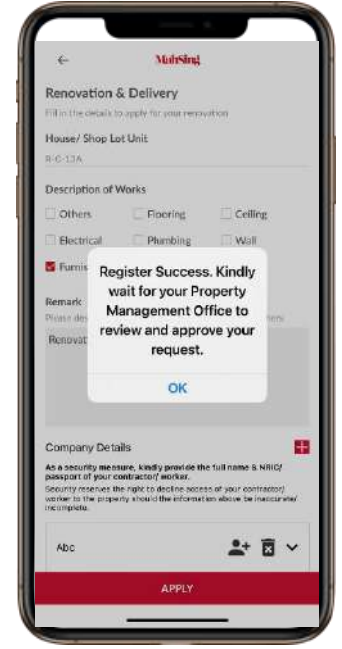 MahSing
Renovation & Delivery
Fill in the details to apply for your renovation
House/ Shop Lot Unit
Description of Works
Others Flooring Ceiling
Electrical Plumbing Wall
Furnis
Register Success. Kindly
wait for your Property
Management Office to
review and approve your
request.
OK
Remark
Please des
Renovat
Company Details
As a security measure, kindly provide the full name & NRIC/
passport of your contractor/ worker.
Security reserves the right to decline access of your contractor/
worker to the property should the information above be inaccurate/
incomplete.
Abc
APPLY